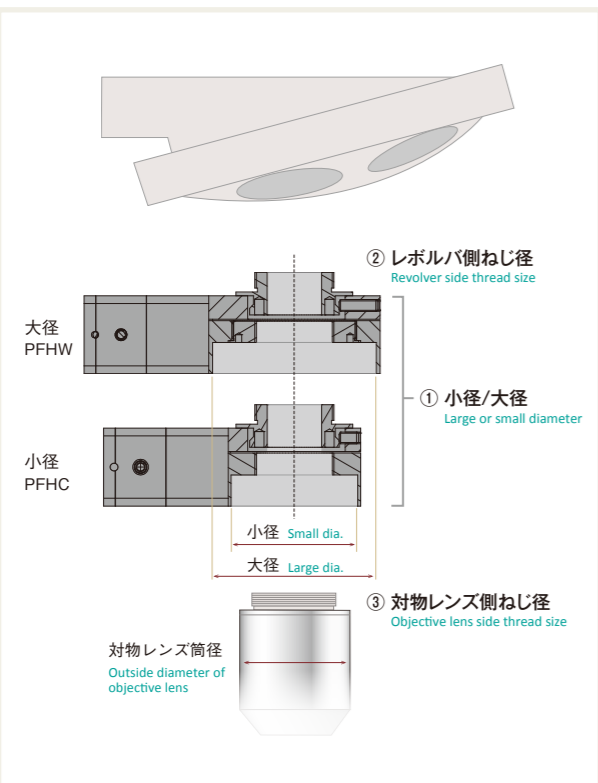 ② レボルバ側ねじ径
Revolver side thread size
大径
PFHW
① 小径/大径
Large or small diameter
小径
PFHC
小径 Small dia.
大径 Large dia.
③ 対物レンズ側ねじ径
Objective lens side thread size
対物レンズ筒径
Outside diameter of
objective lens